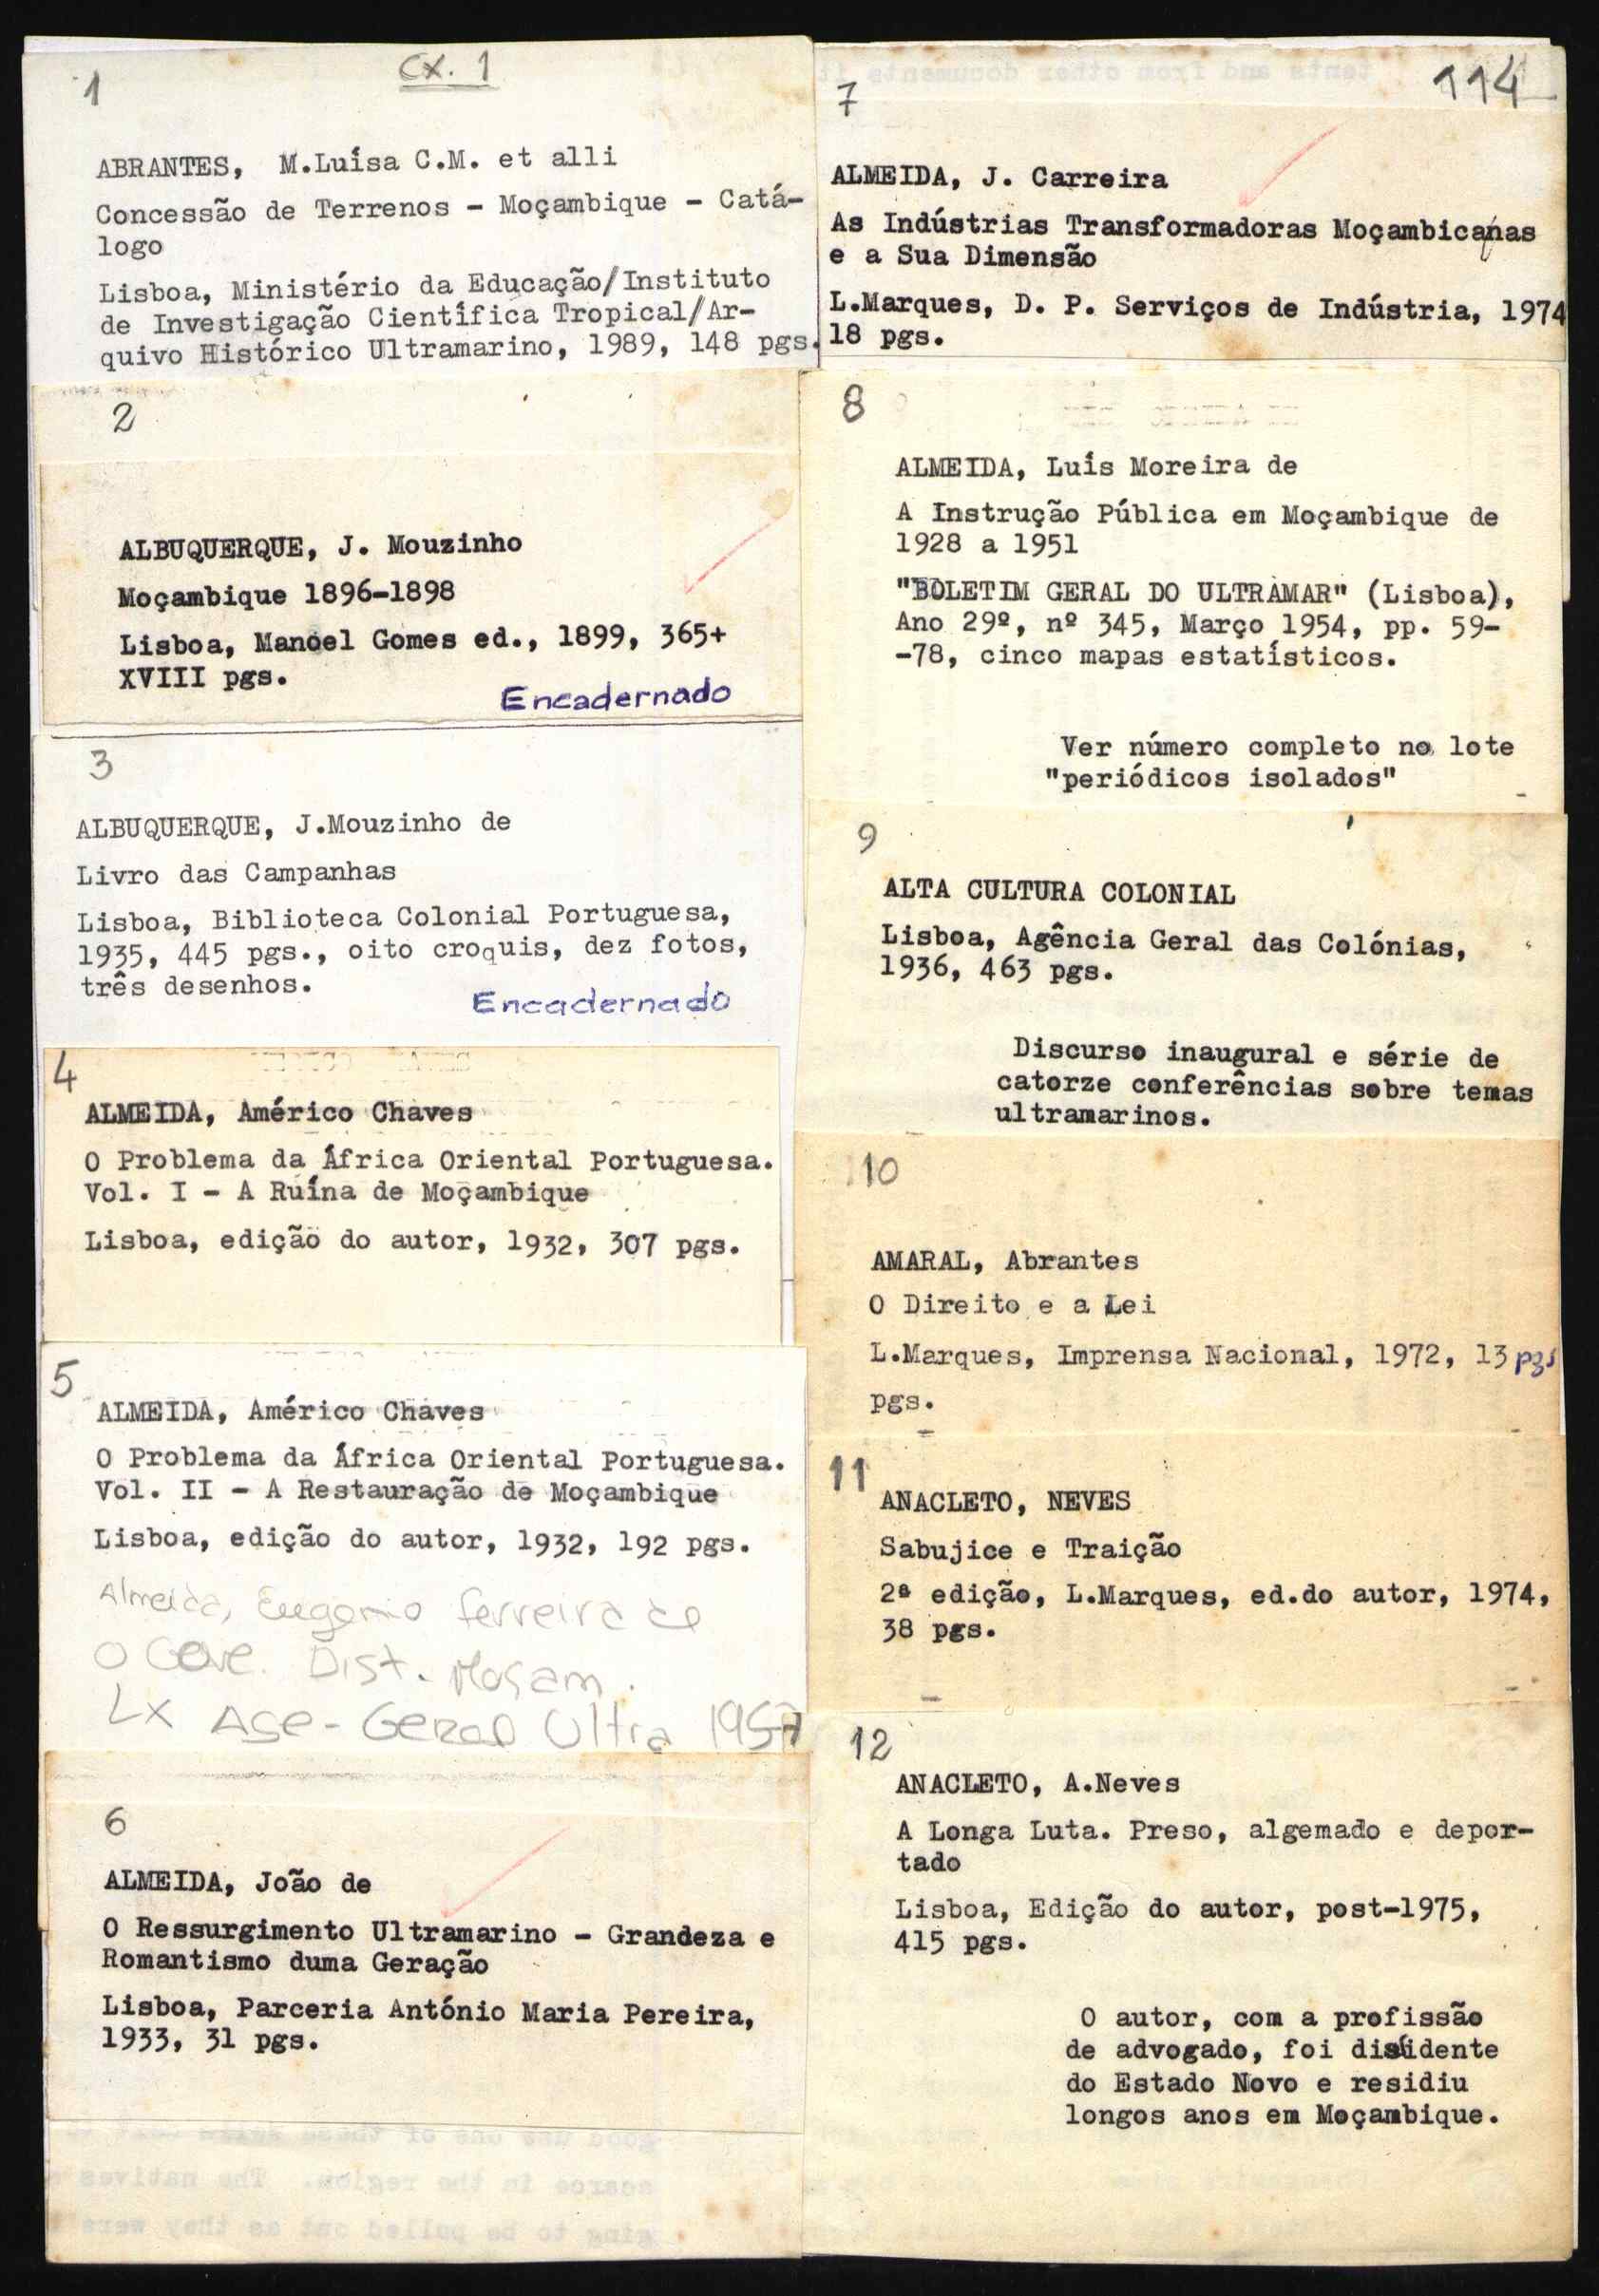 cx. 1
1
ABRANTES, M.Luísa C.M. et alli
Concessão de Terrenos - Moçambique - Catá-
logo
Lisboa, Ministério da Educação/Instituto
de Investigação Científica Tropical/Ar-
quivo Histórico Ultramarino, 1989, 148 pgs.
2
ALBUQUERQUE, J. Mouzinho
Moçambique 1896-1898
Lisboa, Manoel Gomes ed., 1899, 365+
XVIII pgs.
Encadernado
3
ALBUQUERQUE, J.Mouzinho de
Livro das Campanhas
Lisboa, Biblioteca Colonial Portuguesa,
1935, 445 pgs., oito croquis, dez fotos,
três desenhos.
Encadernado
4
ALMEIDA, Américo Chaves
O Problema da África Oriental Portuguesa.
Vol. I - A Ruína de Moçambique
Lisboa, edição do autor, 1932, 307 pgs.
5
ALMEIDA, Américo Chaves
O Problema da África Oriental Portuguesa.
Vol. II - A Restauração de Moçambique
Lisboa, edição do autor, 1932, 192 pgs.
Almeida, Eugenio ferreira de
O Gove. Dist. Moçam.
Lx Age-Geral Ultra 1957
6
ALMEIDA, João de
O Ressurgimento Ultramarino - Grandeza e
Romantismo duma Geração
Lisboa, Parceria António Maria Pereira,
1933, 31 pgs.
114
7
ALMEIDA, J. Carreira
As Indústrias Transformadoras Moçambicanas
e a Sua Dimensão
L.Marques, D. P. Serviços de Indústria, 1974
18 pgs.
8
ALMEIDA, Luís Moreira de
A Instrução Pública em Moçambique de
1928 a 1951
"BOLETIM GERAL DO ULTRAMAR" (Lisboa),
Ano 29º, nº 345, Março 1954, pp. 59-
-78, cinco mapas estatísticos.
Ver número completo no lote
"periódicos isolados"
9
ALTA CULTURA COLONIAL
Lisboa, Agência Geral das Colónias,
1936, 463 pgs.
Discurso inaugural e série de
catorze conferências sobre temas
ultramarinos.
10
AMARAL, Abrantes
O Direito e a Lei
L.Marques, Imprensa Nacional, 1972, 13 pgs
pgs.
11
ANACLETO, NEVES
Sabujice e Traição
2ª edição, L.Marques, ed.do autor, 1974,
38 pgs.
12
ANACLETO, A.Neves
A Longa Luta. Preso, algemado e depor-
tado
Lisboa, Edição do autor, post-1975,
415 pgs.
O autor, com a profissão
de advogado, foi dissidente
do Estado Novo e residiu
longos anos em Moçambique.